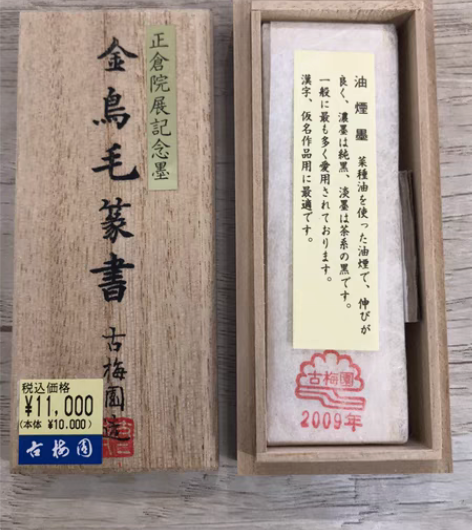 正倉院展記念墨
金鳥毛篆書
古梅園造
税込価格
¥11,000
(本体 ¥10,000)
古梅園
油煙墨 菜種油を使った油煙で、伸びが
良く、濃墨は純黒、淡墨は茶系の黒です。
一般に最も多く愛用されております。
漢字、仮名作品用に最適です。
古梅園
2009年